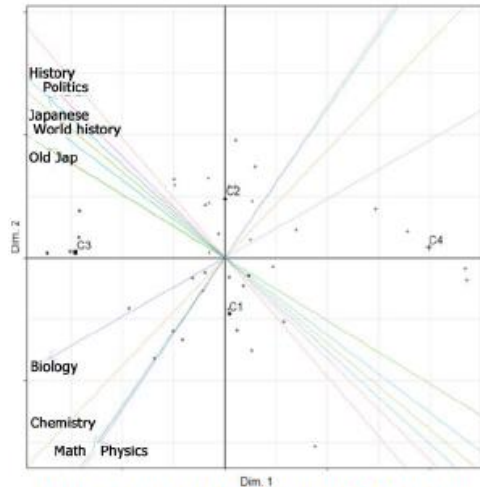 History
Politics
Japanese
World history
Old Jap
C2
C3
C4
Dim. 2
C1
Biology
Chemistry
Math Physics
Dim. 1